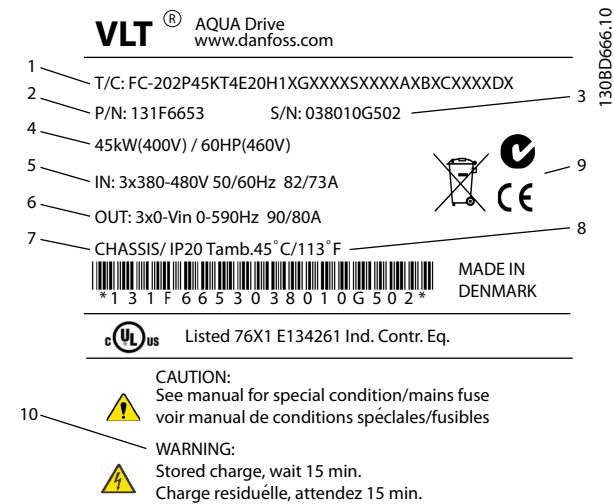 VLT ® AQUA Drive
www.danfoss.com
130BD666.10
1
T/C: FC-202P45KT4E20H1XGXXXXSXXXXAXBXCXXXXDX
2
P/N: 131F6653 S/N: 038010G502
3
4
45kW(400V) / 60HP(460V)
5
IN: 3x380-480V 50/60Hz 82/73A
9
CE
6
OUT: 3x0-Vin 0-590Hz 90/80A
7
CHASSIS/ IP20 Tamb.45˚C/113˚F
8
*131F6653038010G502*
MADE IN
DENMARK
c UL us Listed 76X1 E134261 Ind. Contr. Eq.
CAUTION:
See manual for special condition/mains fuse
voir manual de conditions spéclales/fusibles
10
WARNING:
Stored charge, wait 15 min.
Charge residuélle, attendez 15 min.